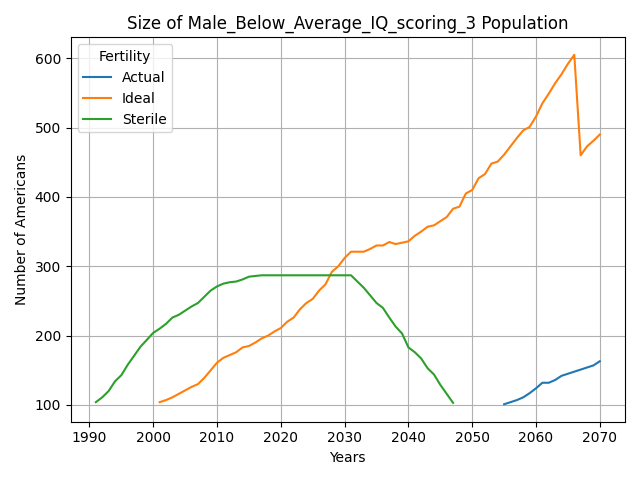 Size of Male_Below_Average_IQ_scoring_3 Population
Fertility
Actual
Ideal
Sterile
Number of Americans
600
500
400
300
200
100
1990 2000 2010 2020 2030 2040 2050 2060 2070
Years